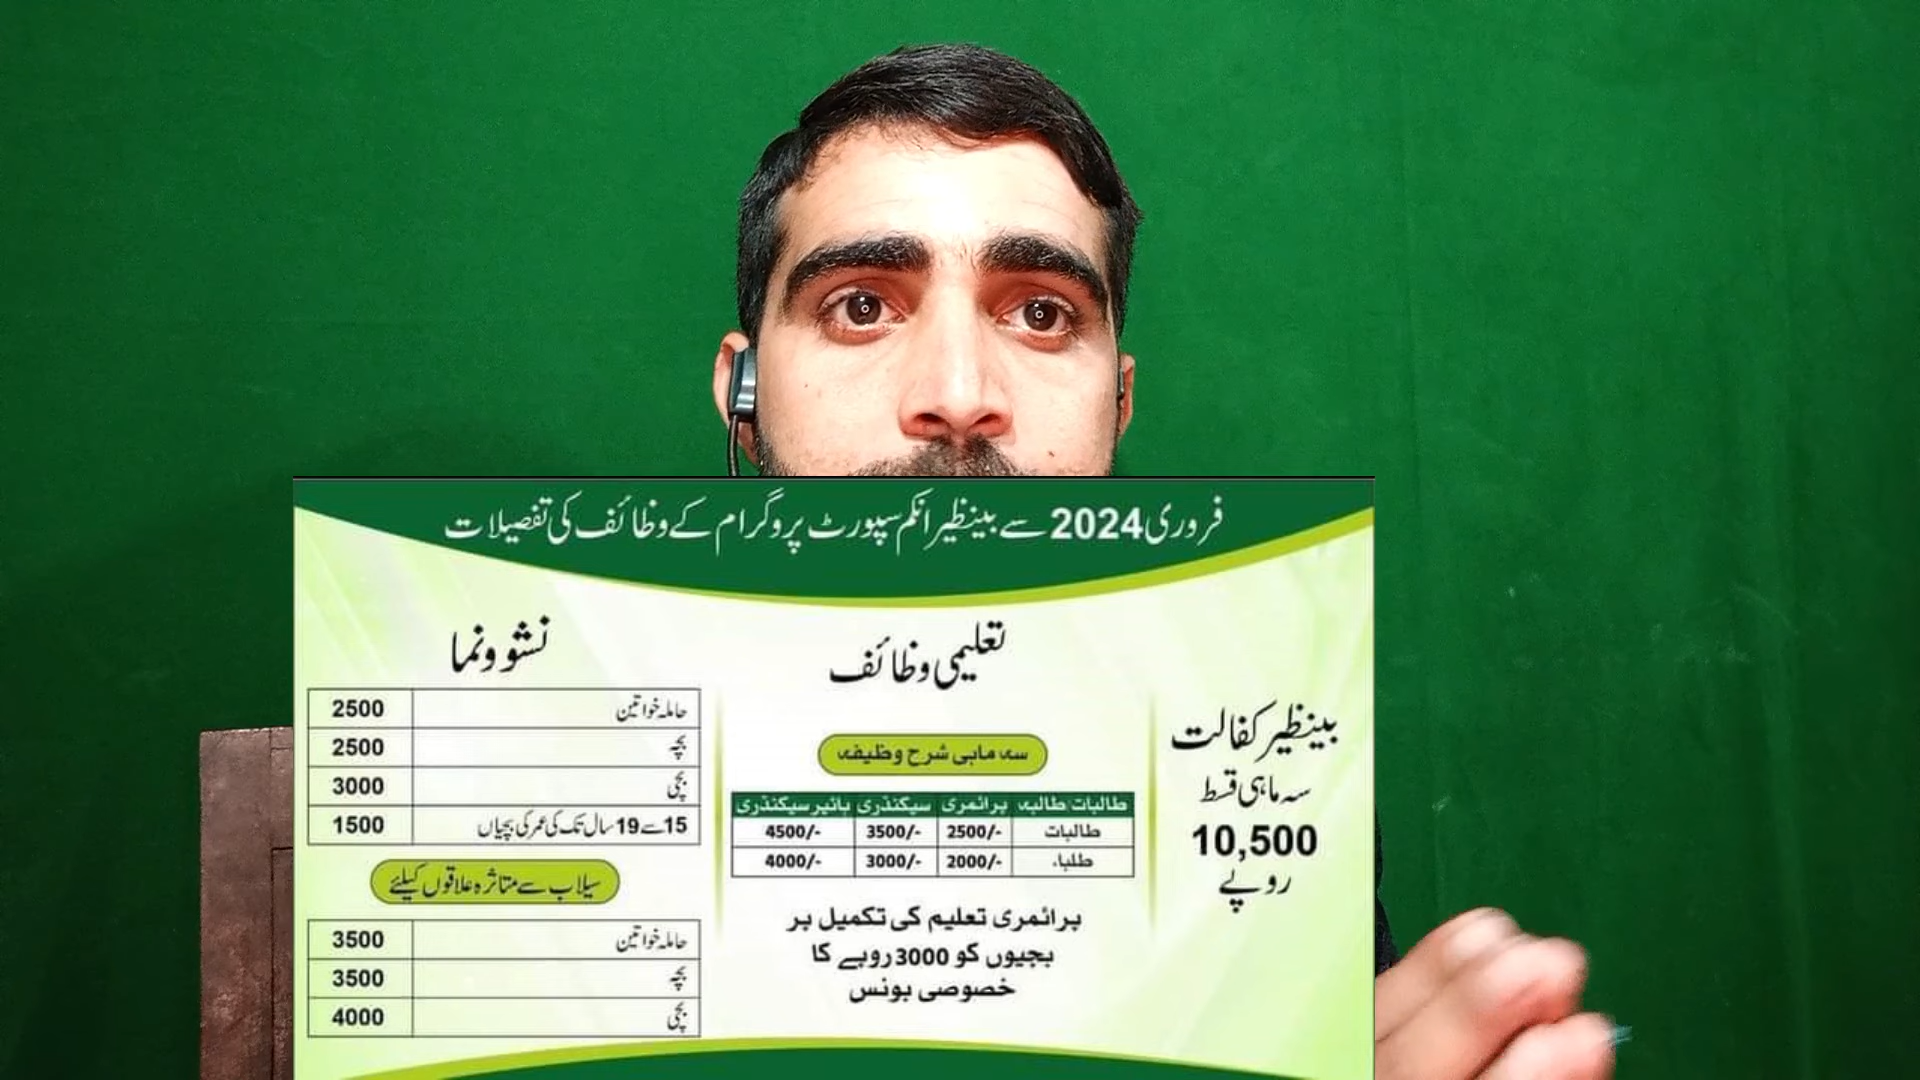 فروری 2024 سے بینظیر انکم سپورٹ پروگرام کے وظائف کی تفصیلات
بینظیر کفالت
سہ ماہی قسط
10,500
روپے
تعلیمی وظائف
سہ ماہی شرح وظیفہ
طالبات/طالبہ پرائمری سیکنڈری ہائیر سیکنڈری
طالبات 2500/- 3500/- 4500/-
طلباء 2000/- 3000/- 4000/-
پرائمری تعلیم کی تکمیل پر
بچیوں کو 3000 روپے کا
خصوصی بونس
نشوونما
حاملہ خواتین 2500
بچہ 2500
بچی 3000
15 سے 19 سال تک کی عمر کی بچیاں 1500
سیلاب سے متاثرہ علاقوں کیلئے
حاملہ خواتین 3500
بچہ 3500
بچی 4000